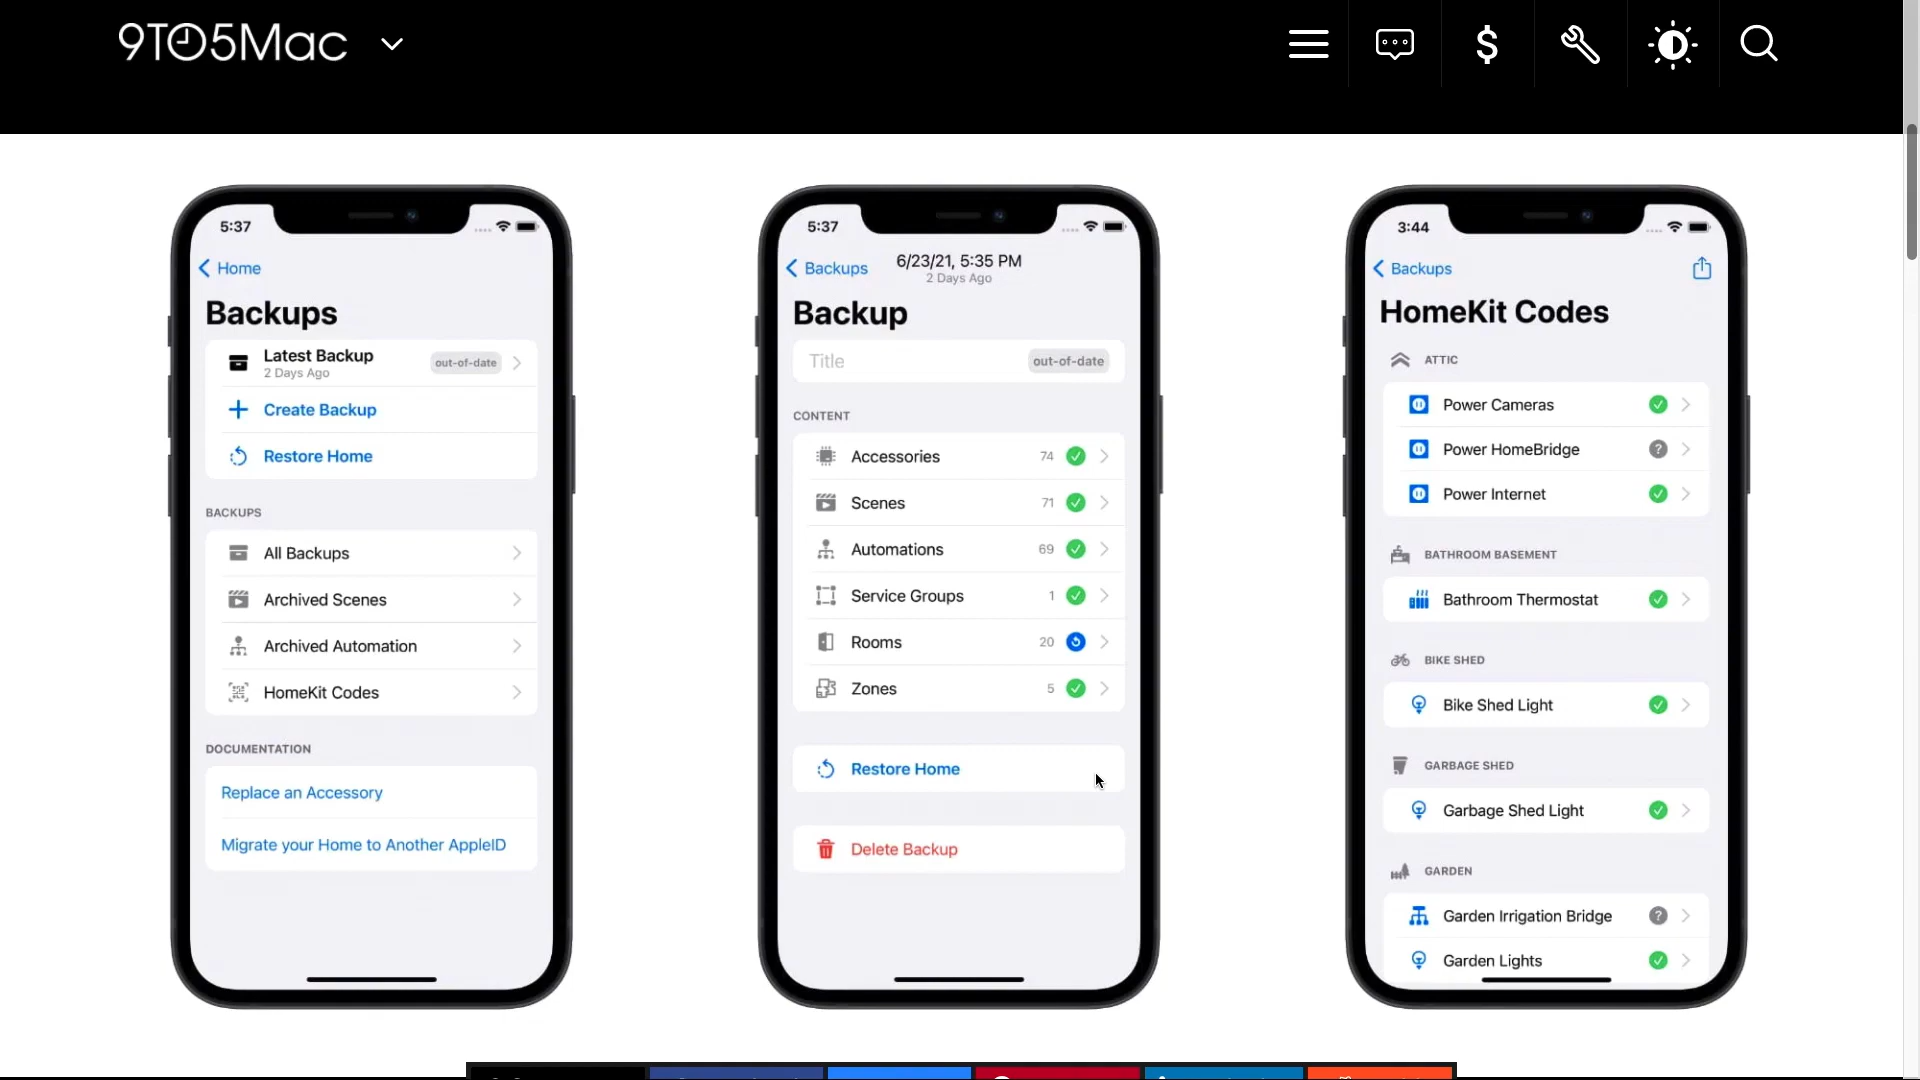 9TO5Mac
5:37
Home
Backups
Latest Backup
2 Days Ago
out-of-date
Create Backup
Restore Home
BACKUPS
All Backups
Archived Scenes
Archived Automation
HomeKit Codes
DOCUMENTATION
Replace an Accessory
Migrate your Home to Another AppleID
5:37
Backups
6/23/21, 5:35 PM
2 Days Ago
Backup
Title
out-of-date
CONTENT
Accessories 74
Scenes 71
Automations 69
Service Groups 1
Rooms 20
Zones 5
Restore Home
Delete Backup
3:44
Backups
HomeKit Codes
ATTIC
Power Cameras
Power HomeBridge
Power Internet
BATHROOM BASEMENT
Bathroom Thermostat
BIKE SHED
Bike Shed Light
GARBAGE SHED
Garbage Shed Light
GARDEN
Garden Irrigation Bridge
Garden Lights